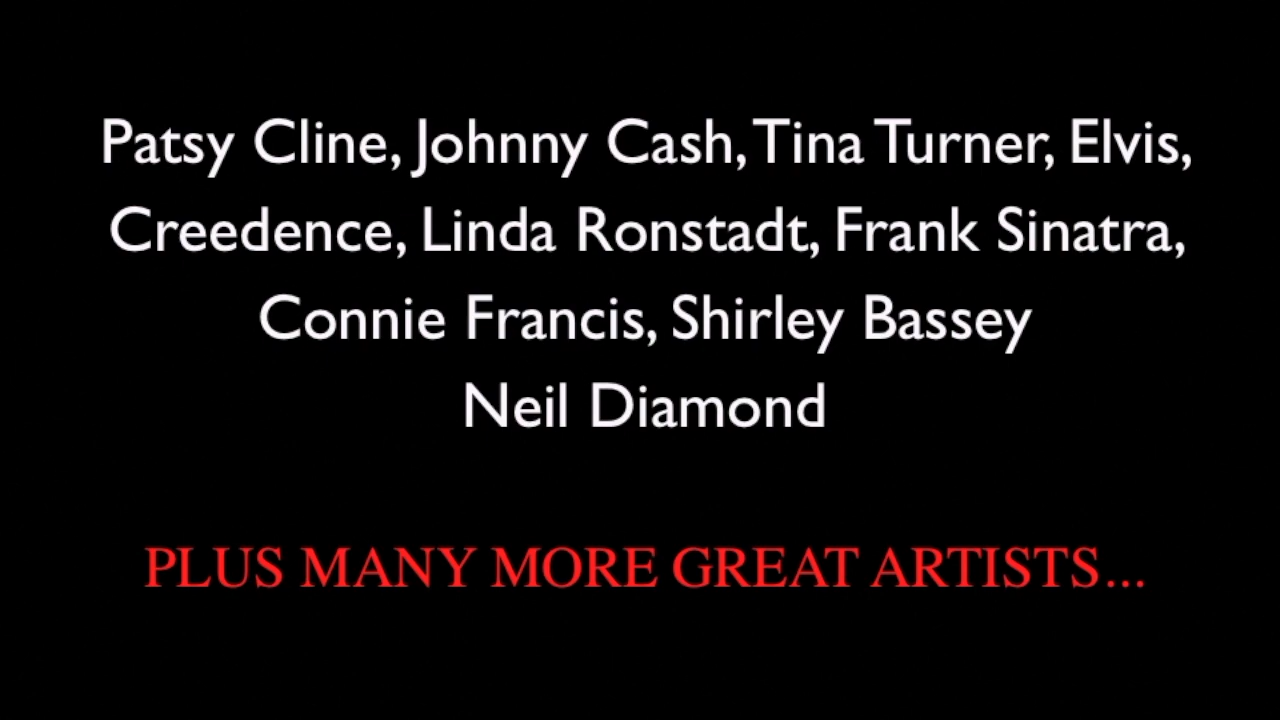 Patsy Cline, Johnny Cash, Tina Turner, Elvis,
Creedence, Linda Ronstadt, Frank Sinatra,
Connie Francis, Shirley Bassey
Neil Diamond
PLUS MANY MORE GREAT ARTISTS...